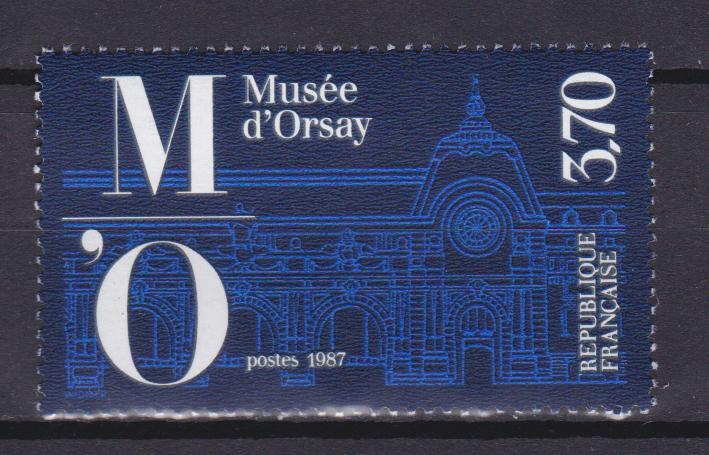 M
'O
Musée
d'Orsay
3,70
postes 1987
REPUBLIQUE
FRANÇAISE